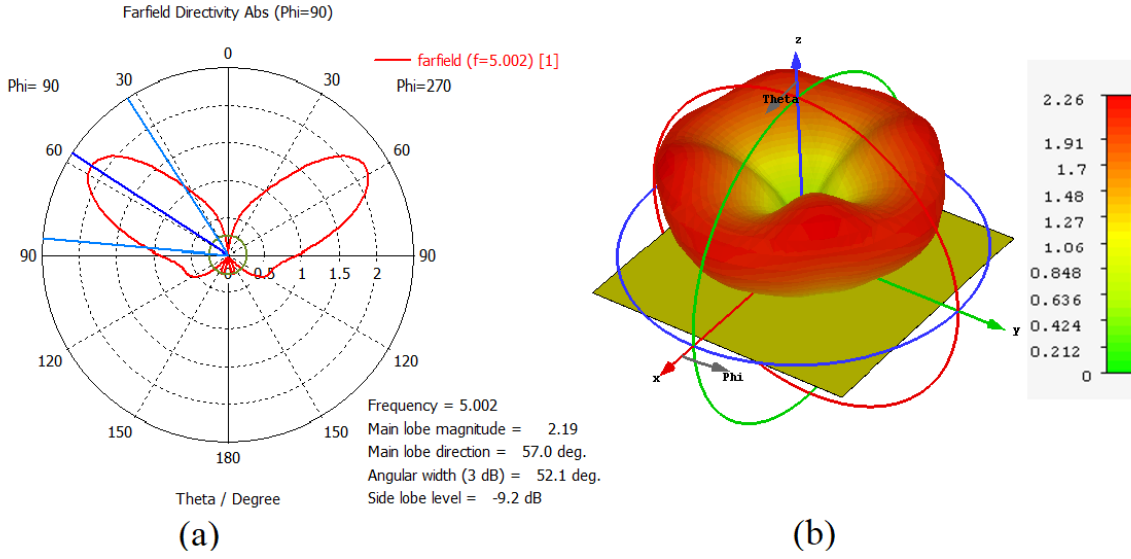 Farfield Directivity Abs (Phi=90)
farfield (f=5.002) [1]
Phi= 90
30
0
30
Phi=270
60
60
90
0
0.5
1
1.5
2
90
120
120
150
180
150
Theta / Degree
Frequency = 5.002
Main lobe magnitude = 2.19
Main lobe direction = 57.0 deg.
Angular width (3 dB) = 52.1 deg.
Side lobe level = -9.2 dB
(a)
z
Theta
x
Phi
Y
2.26
1.91
1.7
1.48
1.27
1.06
0.848
0.636
0.424
0.212
0
(b)